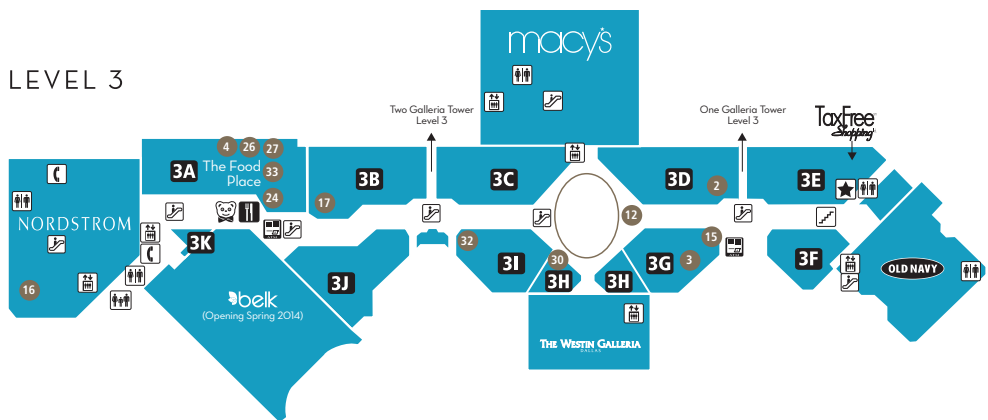 macy's
LEVEL 3
Two Galleria Tower
Level 3
One Galleria Tower
Level 3
TaxFree
Shopping
4
26
27
3A
The Food
Place
33
24
3B
17
3C
3D
2
3E
NORDSTROM
16
3K
belk
(Opening Spring 2014)
3J
32
3I
30
3H
12
3H
3G
3
15
3F
OLD NAVY
THE WESTIN GALLERIA
DALLAS